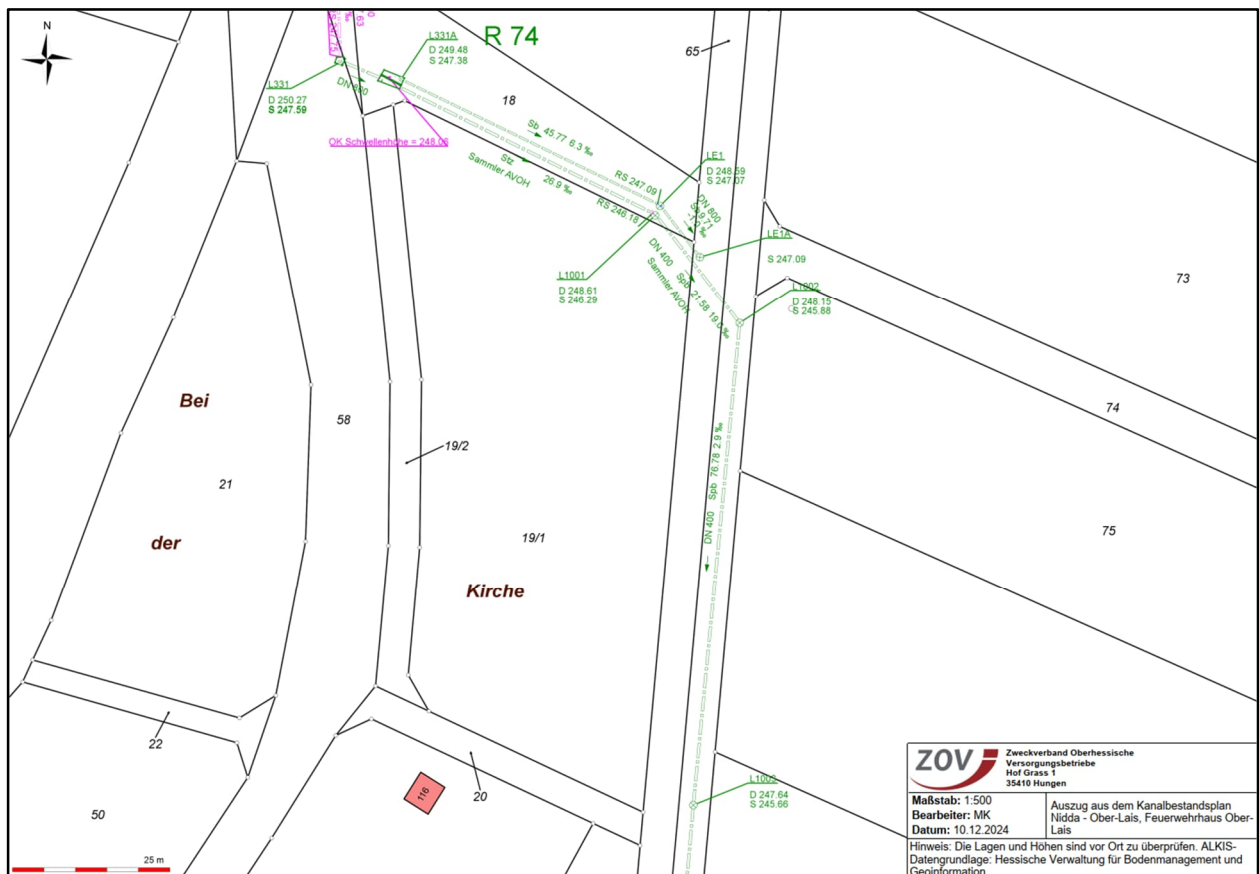 N
L331A
D 249.48
S 247.38
R 74
65
L331
D 250.27
S 247.59
DN 800
18
OK Schwellenhöhe = 248.06
Sb 45.77 6.3 ‰
Stz 26.9 ‰
Sammler AVOH
RS 247.09
RS 246.18
LE1
D 248.59
S 247.07
DN 800
LE1A
S 247.09
L1001
D 248.61
S 246.29
DN 400 Spb 21.58
Sammler AVOH
L1002
D 248.15
S 245.88
73
74
75
Bei
58
19/2
21
der
19/1
Kirche
DN 400 Spb 76.78 2.9 ‰
22
116
20
50
L1003
D 247.64
S 245.66
25 m
ZOV
Zweckverband Oberhessische
Versorgungsbetriebe
Hof Grass 1
35410 Hungen
Maßstab: 1:500
Bearbeiter: MK
Datum: 10.12.2024
Auszug aus dem Kanalbestandsplan
Nidda - Ober-Lais, Feuerwehrhaus Ober-
Lais
Hinweis: Die Lagen und Höhen sind vor Ort zu überprüfen. ALKIS-
Datengrundlage: Hessische Verwaltung für Bodenmanagement und
Geoinformation